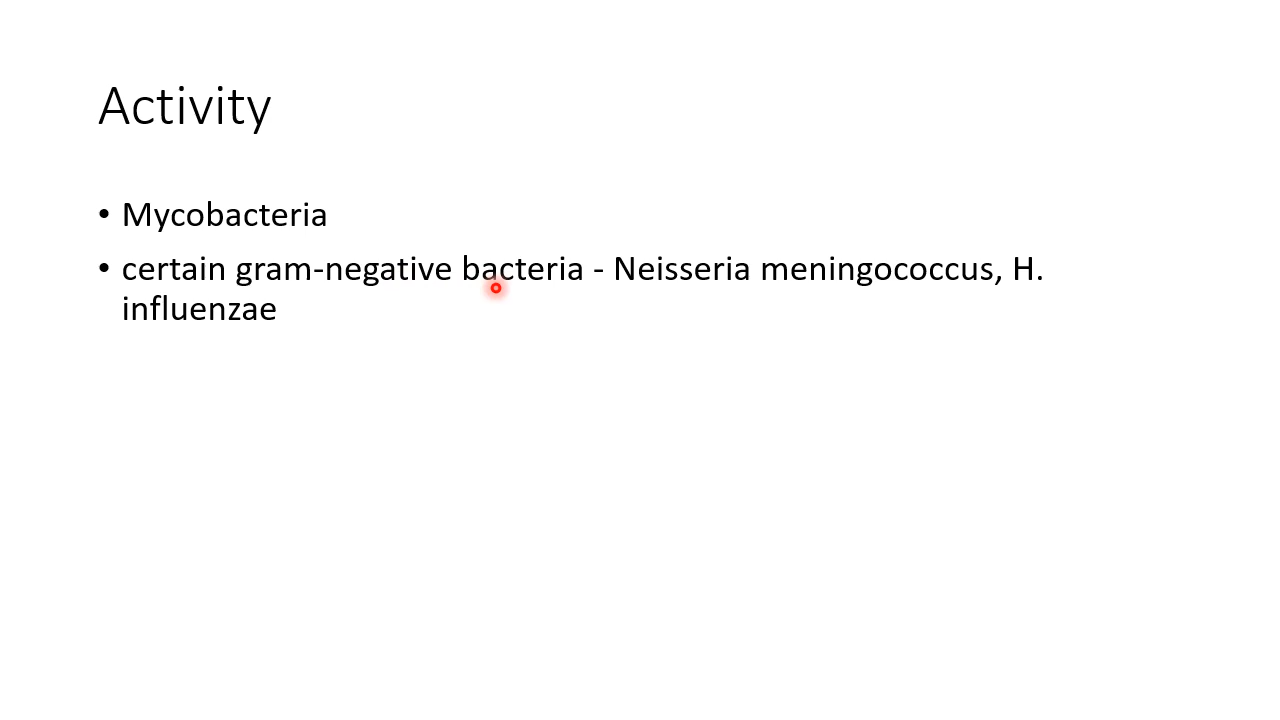 Activity
• Mycobacteria
• certain gram-negative bacteria - Neisseria meningococcus, H.
influenzae